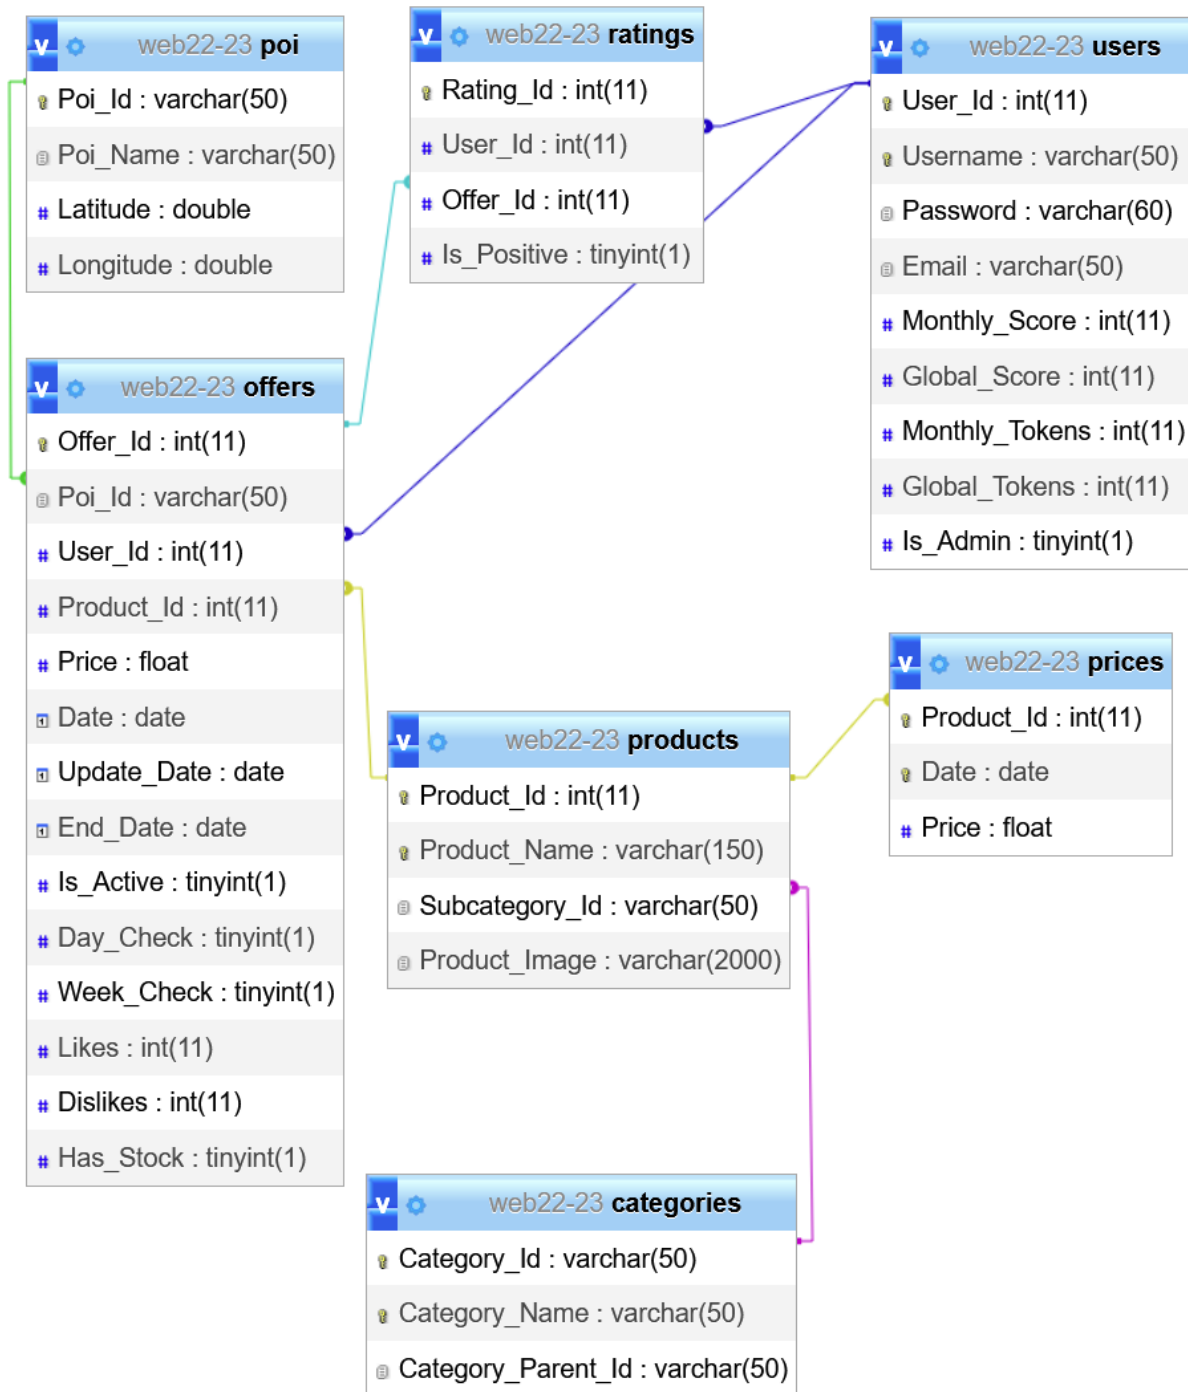 web22-23 poi
Poi_Id : varchar(50)
Poi_Name : varchar(50)
Latitude : double
Longitude : double
web22-23 ratings
Rating_Id : int(11)
User_Id : int(11)
Offer_Id : int(11)
Is_Positive : tinyint(1)
web22-23 users
User_Id : int(11)
Username : varchar(50)
Password : varchar(60)
Email : varchar(50)
Monthly_Score : int(11)
Global_Score : int(11)
Monthly_Tokens : int(11)
Global_Tokens : int(11)
Is_Admin : tinyint(1)
web22-23 offers
Offer_Id : int(11)
Poi_Id : varchar(50)
User_Id : int(11)
Product_Id : int(11)
Price : float
Date : date
Update_Date : date
End_Date : date
Is_Active : tinyint(1)
Day_Check : tinyint(1)
Week_Check : tinyint(1)
Likes : int(11)
Dislikes : int(11)
Has_Stock : tinyint(1)
web22-23 products
Product_Id : int(11)
Product_Name : varchar(150)
Subcategory_Id : varchar(50)
Product_Image : varchar(2000)
web22-23 prices
Product_Id : int(11)
Date : date
Price : float
web22-23 categories
Category_Id : varchar(50)
Category_Name : varchar(50)
Category_Parent_Id : varchar(50)